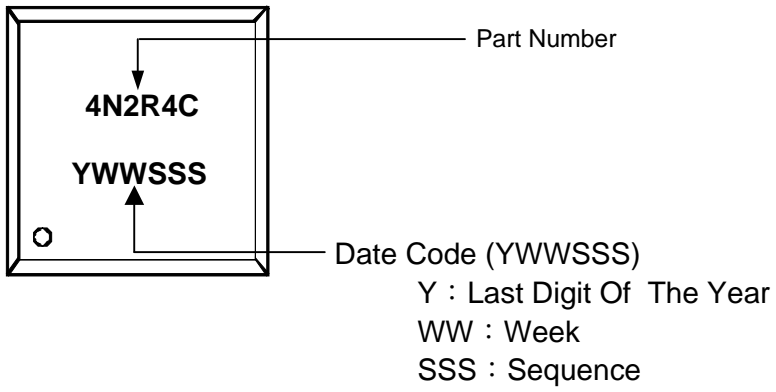 Part Number
4N2R4C
YWWSSS
Date Code (YWWSSS)
Y：Last Digit Of The Year
WW：Week
SSS：Sequence